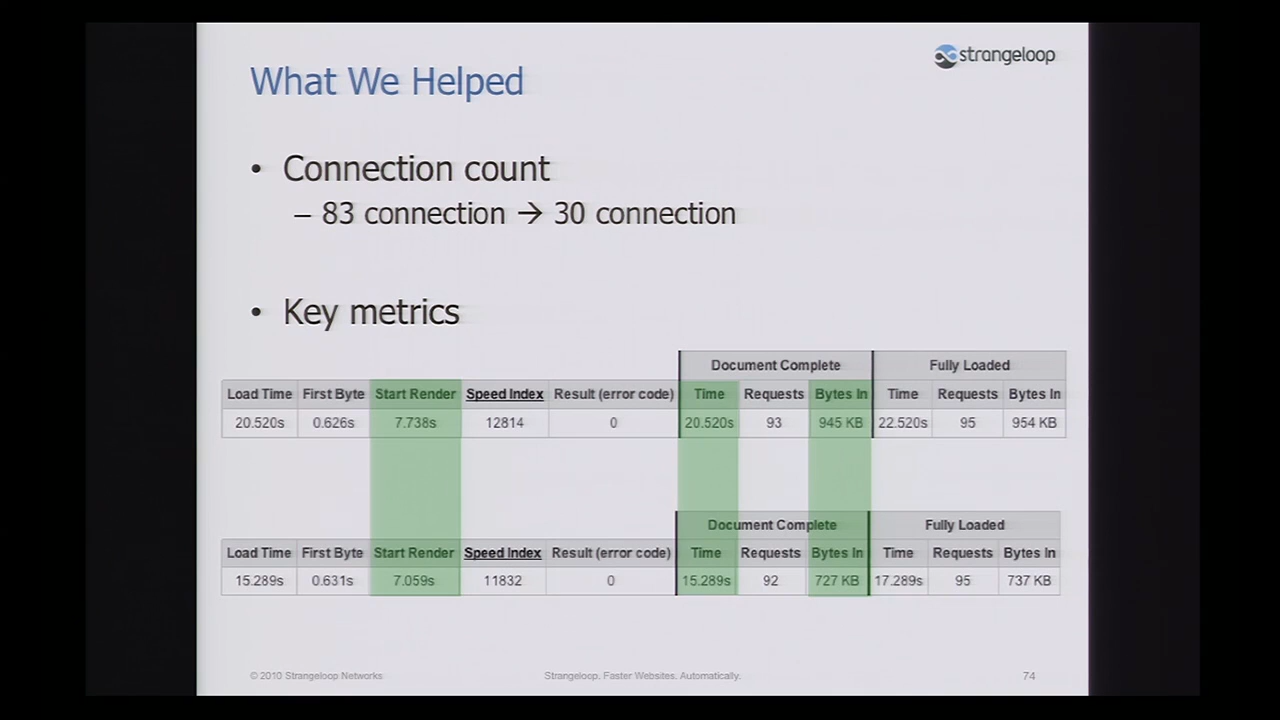 strangeloop
What We Helped
• Connection count
– 83 connection → 30 connection
• Key metrics
Document Complete Fully Loaded
Load Time First Byte Start Render Speed Index Result (error code) Time Requests Bytes In Time Requests Bytes In
20.520s 0.626s 7.738s 12814 0 20.520s 93 945 KB 22.520s 95 954 KB
Document Complete Fully Loaded
Load Time First Byte Start Render Speed Index Result (error code) Time Requests Bytes In Time Requests Bytes In
15.289s 0.631s 7.059s 11832 0 15.289s 92 727 KB 17.289s 95 737 KB
© 2010 Strangeloop Networks Strangeloop. Faster Websites. Automatically. 74